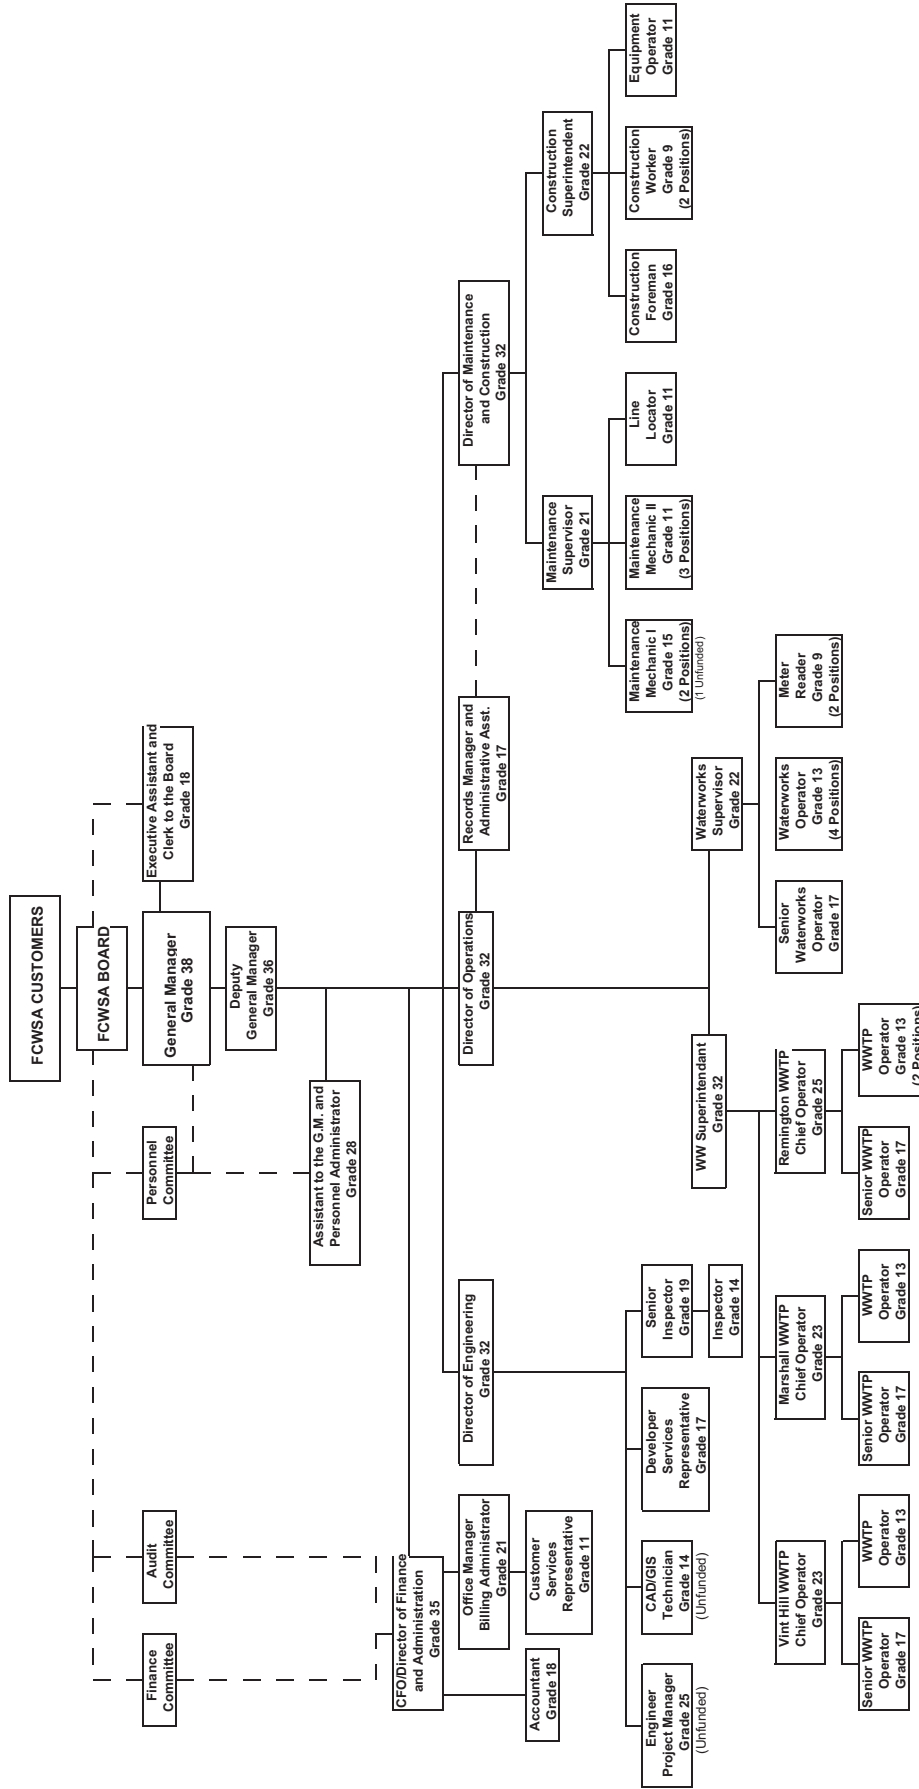 FCWSA CUSTOMERS
FCWSA BOARD
Finance
Committee
Audit
Committee
Personnel
Committee
General Manager
Grade 38
Executive Assistant and
Clerk to the Board
Grade 18
Deputy
General Manager
Grade 36
Assistant to the G.M. and
Personnel Administrator
Grade 28
CFO/Director of Finance
and Administration
Grade 35
Office Manager
Billing Administrator
Grade 21
Director of Engineering
Grade 32
Director of Operations
Grade 32
Records Manager and
Administrative Asst.
Grade 17
Director of Maintenance
and Construction
Grade 32
Accountant
Grade 18
Customer
Services
Representative
Grade 11
Maintenance
Supervisor
Grade 21
Construction
Superintendent
Grade 22
Engineer
Project Manager
Grade 25
(Unfunded)
CAD/GIS
Technician
Grade 14
(Unfunded)
Developer
Services
Representative
Grade 17
Senior
Inspector
Grade 19
Inspector
Grade 14
Maintenance
Mechanic I
Grade 15
(2 Positions)
(1 Unfunded)
Maintenance
Mechanic II
Grade 11
(3 Positions)
Line
Locator
Grade 11
Construction
Foreman
Grade 16
Construction
Worker
Grade 9
(2 Positions)
Equipment
Operator
Grade 11
WW Superintendant
Grade 32
Waterworks
Supervisor
Grade 22
Vint Hill WWTP
Chief Operator
Grade 23
Marshall WWTP
Chief Operator
Grade 23
Remington WWTP
Chief Operator
Grade 25
Senior
Waterworks
Operator
Grade 17
Waterworks
Operator
Grade 13
(4 Positions)
Meter
Reader
Grade 9
(2 Positions)
Senior WWTP
Operator
Grade 17
WWTP
Operator
Grade 13
Senior WWTP
Operator
Grade 17
WWTP
Operator
Grade 13
Senior WWTP
Operator
Grade 17
WWTP
Operator
Grade 13
(2 Positions)